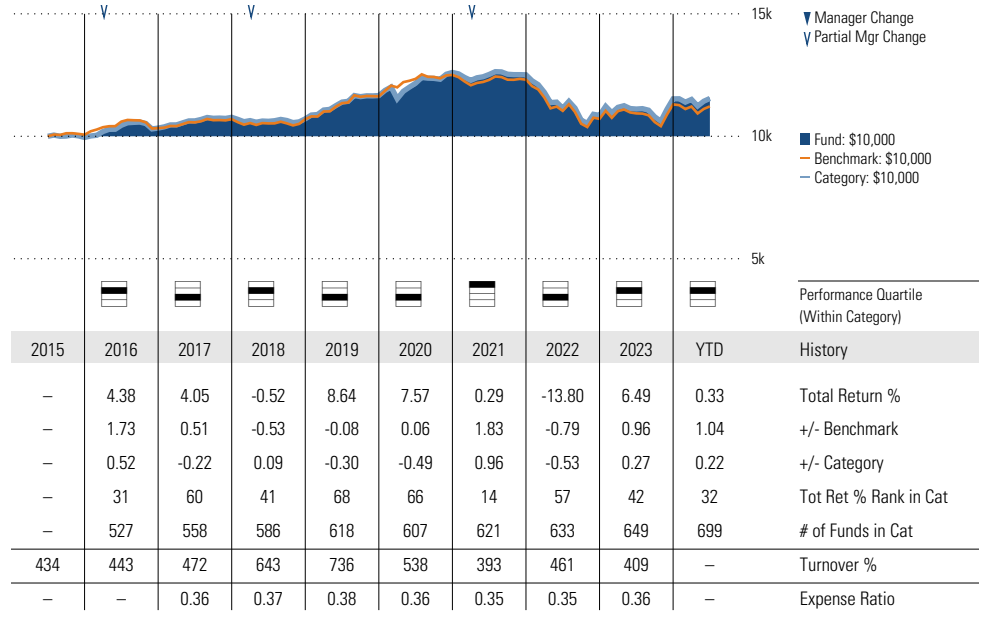 15k
Manager Change
Partial Mgr Change
10k
Fund: $10,000
Benchmark: $10,000
Category: $10,000
5k
Performance Quartile
(Within Category)
2015 2016 2017 2018 2019 2020 2021 2022 2023 YTD History
– 4.38 4.05 -0.52 8.64 7.57 0.29 -13.80 6.49 0.33 Total Return %
– 1.73 0.51 -0.53 -0.08 0.06 1.83 -0.79 0.96 1.04 +/- Benchmark
– 0.52 -0.22 0.09 -0.30 -0.49 0.96 -0.53 0.27 0.22 +/- Category
– 31 60 41 68 66 14 57 42 32 Tot Ret % Rank in Cat
– 527 558 586 618 607 621 633 649 699 # of Funds in Cat
434 443 472 643 736 538 393 461 409 – Turnover %
– – 0.36 0.37 0.38 0.36 0.35 0.35 0.36 – Expense Ratio